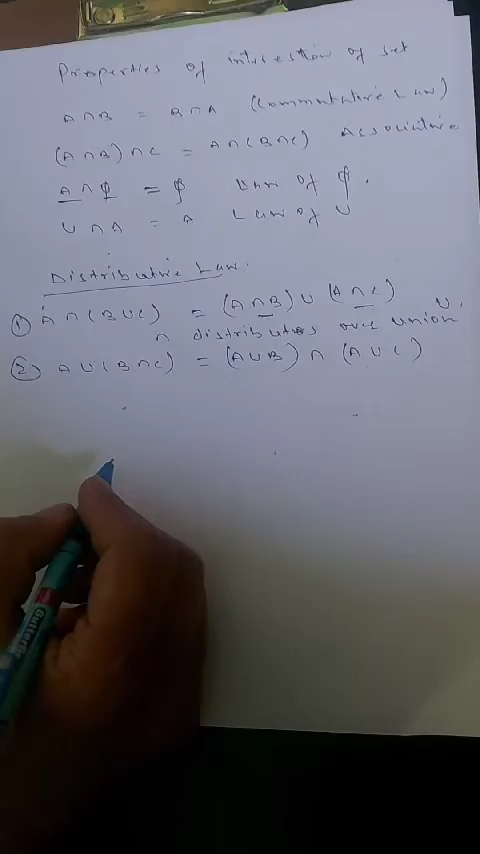 Properties of intersection of set
A∩B = B∩A (Commutative Law)
(A∩B)∩C = A∩(B∩C) Associative
A∩φ = φ Law of φ.
U∩A = A Law of U
Distributive Law.
① A∩(B∪C) = (A∩B)∪(A∩C)
∩ distributes over union ∪.
② A∪(B∩C) = (A∪B)∩(A∪C)
Butterflow